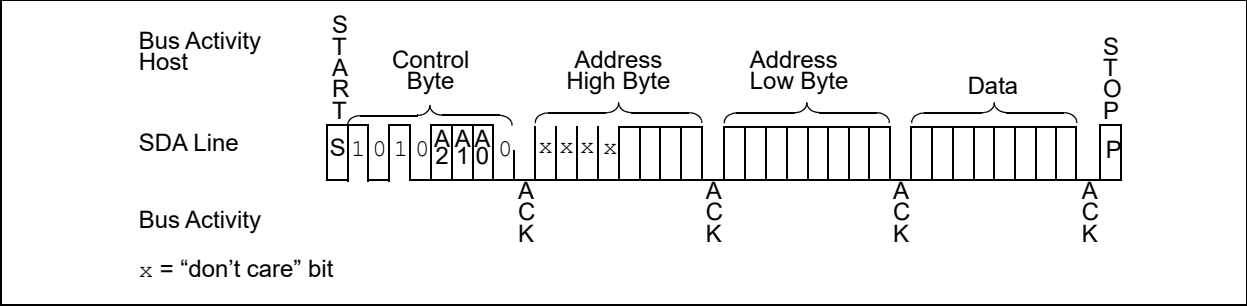 Bus Activity
Host
START
Control
Byte
Address
High Byte
Address
Low Byte
Data
STOP
SDA Line
S 1 0 1 0 A2 A1 A0 0 x x x x P
ACK ACK ACK ACK
Bus Activity
x = “don’t care” bit